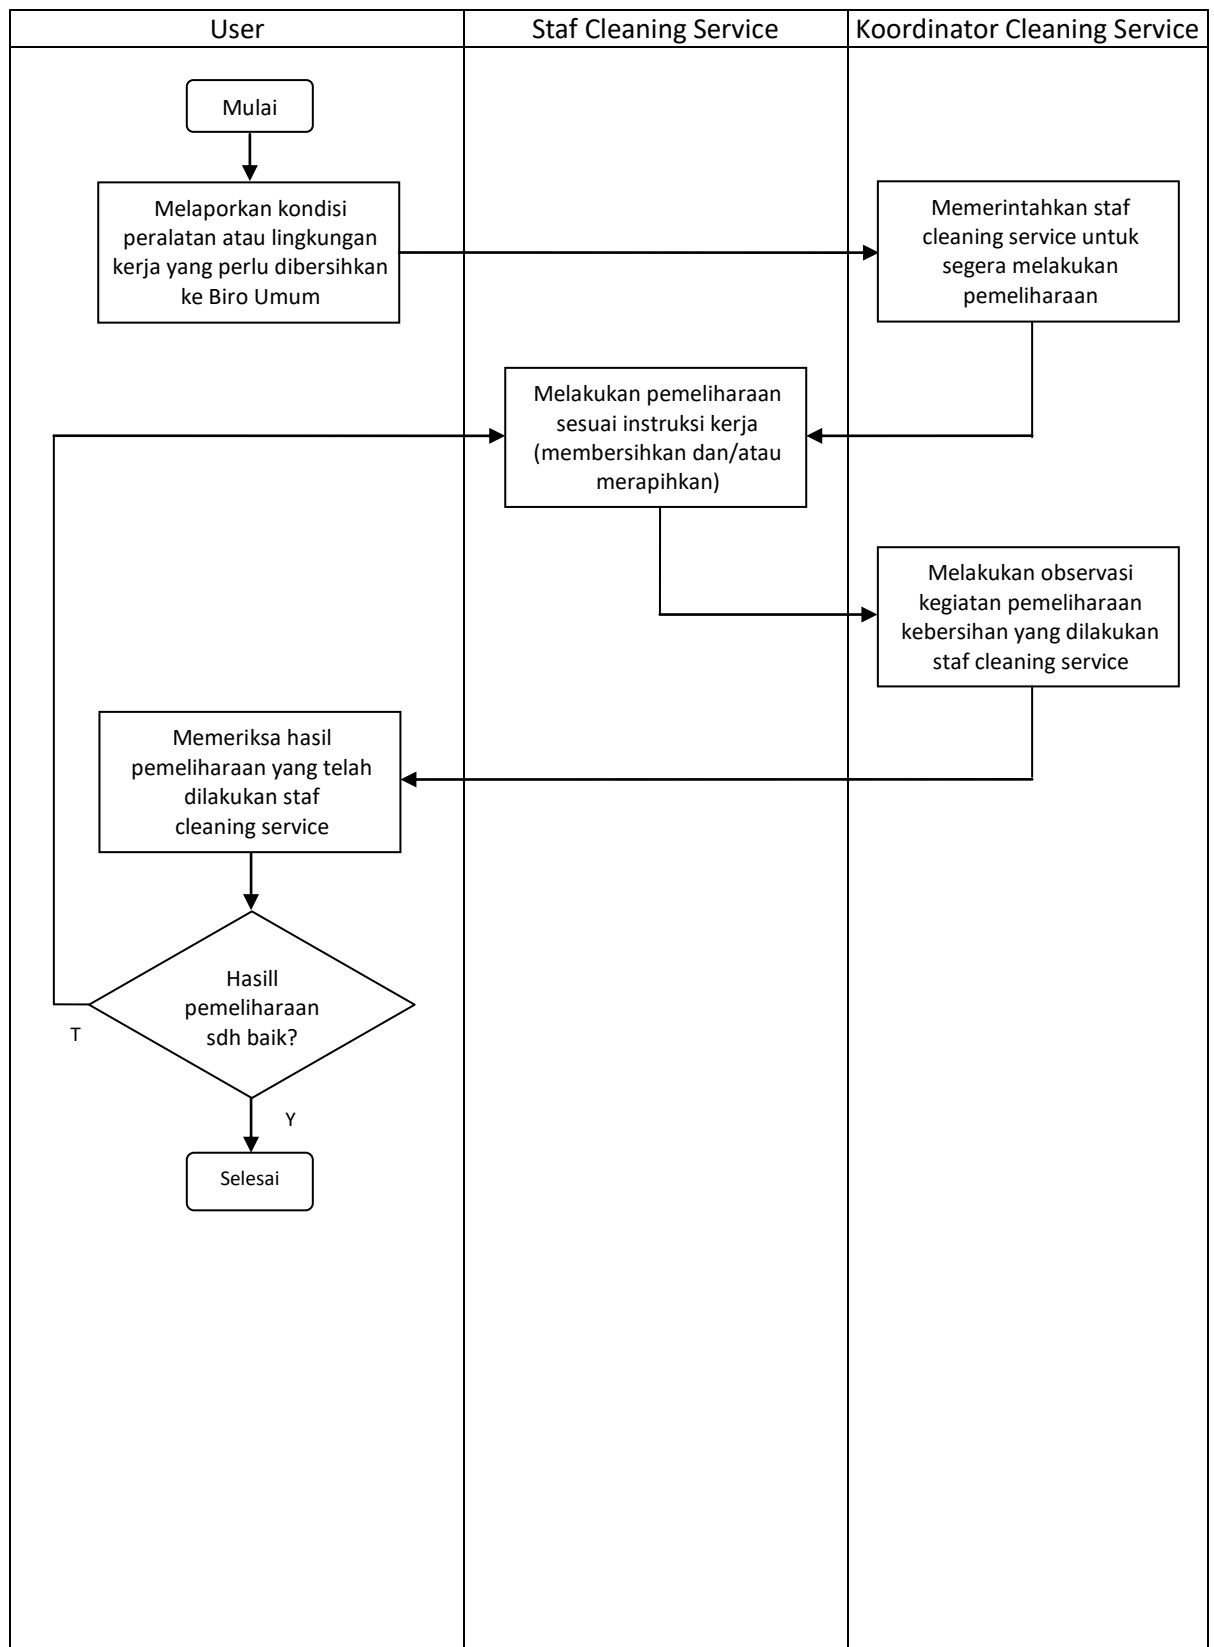 User
Staf Cleaning Service
Koordinator Cleaning Service
Mulai
Melaporkan kondisi
peralatan atau lingkungan
kerja yang perlu dibersihkan
ke Biro Umum
Memerintahkan staf
cleaning service untuk
segera melakukan
pemeliharaan
Melakukan pemeliharaan
sesuai instruksi kerja
(membersihkan dan/atau
merapihkan)
Melakukan observasi
kegiatan pemeliharaan
kebersihan yang dilakukan
staf cleaning service
Memeriksa hasil
pemeliharaan yang telah
dilakukan staf
cleaning service
Hasill
pemeliharaan
sdh baik?
T
Y
Selesai